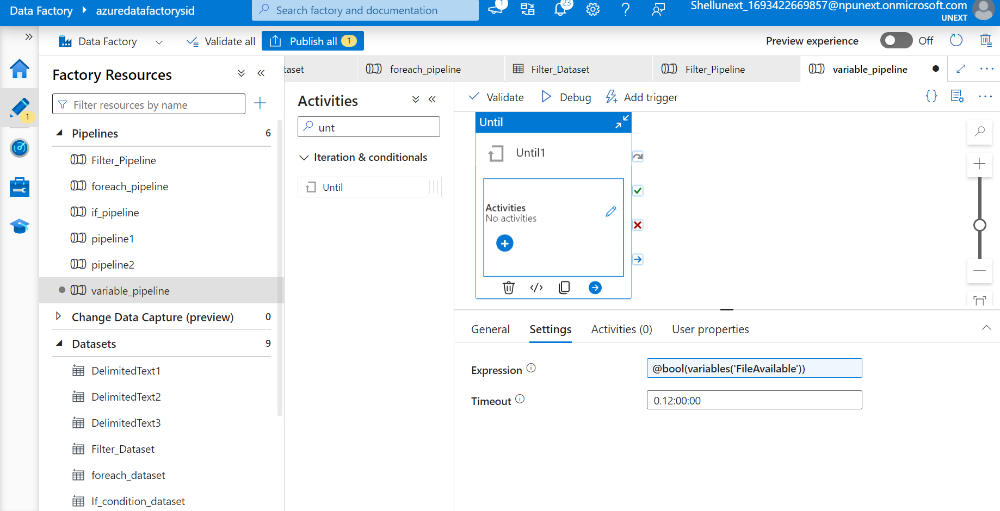 Data Factory azuredatafactorysid
Search factory and documentation
1
23
Shellunext_1693422669857@npunext.onmicrosoft.com
UNEXT
Data Factory
Validate all
Publish all 1
Preview experience
Off
1
Factory Resources
Filter resources by name
Pipelines 6
Filter_Pipeline
foreach_pipeline
if_pipeline
pipeline1
pipeline2
variable_pipeline
Change Data Capture (preview) 0
Datasets 9
DelimitedText1
DelimitedText2
DelimitedText3
Filter_Dataset
foreach_dataset
If_condition_dataset
taset
foreach_pipeline
Filter_Dataset
Filter_Pipeline
variable_pipeline
Activities
unt
Iteration & conditionals
Until
Validate
Debug
Add trigger
Until
Until1
Activities
No activities
General
Settings
Activities (0)
User properties
Expression
@bool(variables('FileAvailable'))
Timeout
0.12:00:00